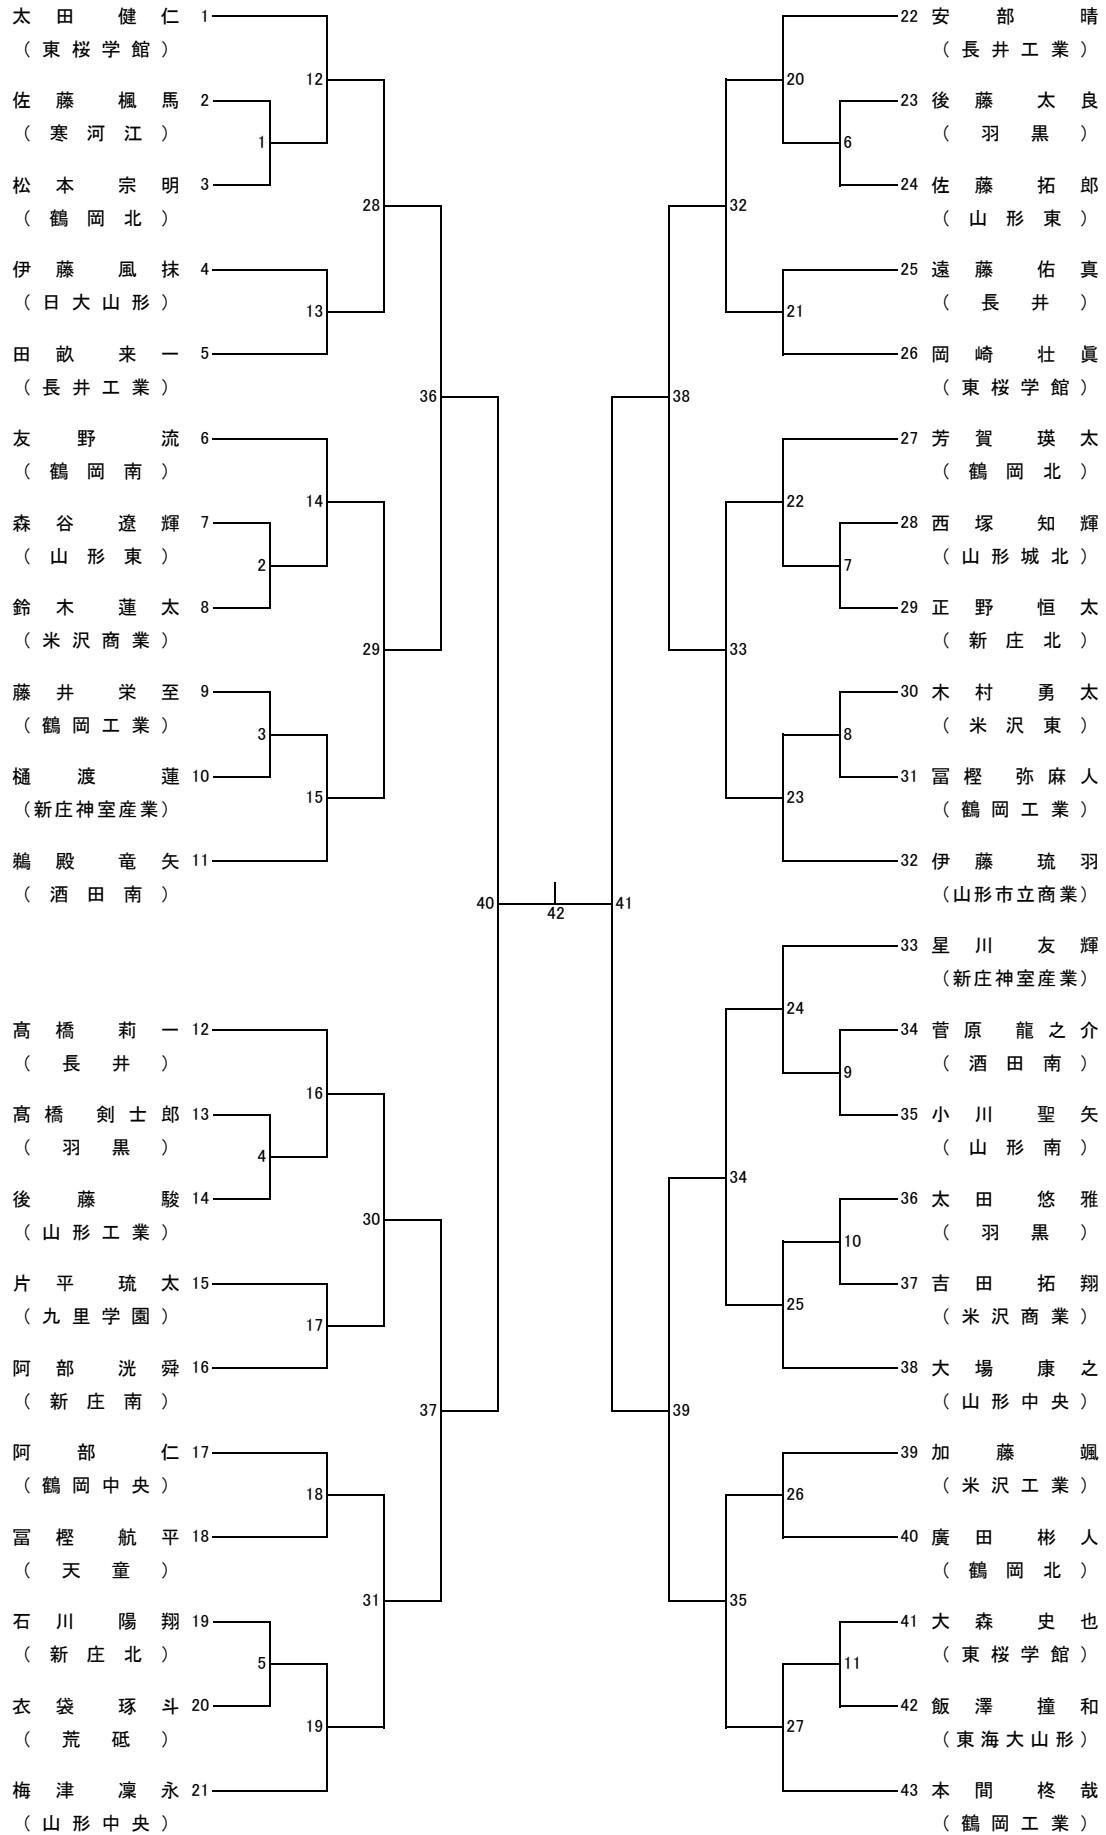 太田 健仁 1
（東桜学館）
12
佐藤 楓馬 2
（寒河江）
1
松本 宗明 3
（鶴岡北）
28
伊藤 風抹 4
（日大山形）
13
田畝 来一 5
（長井工業）
36
友野 流 6
（鶴岡南）
14
森谷 遼輝 7
（山形東）
2
鈴木 蓮太 8
（米沢商業）
29
藤井 栄至 9
（鶴岡工業）
3
樋渡 蓮 10
（新庄神室産業）
15
鵜殿 竜矢 11
（酒田南）
40
42
41
髙橋 莉一 12
（長井）
16
髙橋 剣士郎 13
（羽黒）
4
後藤 駿 14
（山形工業）
30
片平 琉太 15
（九里学園）
17
阿部 洸舜 16
（新庄南）
37
阿部 仁 17
（鶴岡中央）
18
冨樫 航平 18
（天童）
31
石川 陽翔 19
（新庄北）
5
衣袋 琢斗 20
（荒砥）
19
梅津 凜永 21
（山形中央）
22 安部 晴
（長井工業）
20
23 後藤 太良
（羽黒）
6
24 佐藤 拓郎
（山形東）
32
25 遠藤 佑真
（長井）
21
26 岡崎 壮眞
（東桜学館）
38
27 芳賀 瑛太
（鶴岡北）
22
28 西塚 知輝
（山形城北）
7
29 正野 恒太
（新庄北）
33
30 木村 勇太
（米沢東）
8
31 冨樫 弥麻人
（鶴岡工業）
23
32 伊藤 琉羽
（山形市立商業）
33 星川 友輝
（新庄神室産業）
24
34 菅原 龍之介
（酒田南）
9
35 小川 聖矢
（山形南）
34
36 太田 悠雅
（羽黒）
10
37 吉田 拓翔
（米沢商業）
25
38 大場 康之
（山形中央）
39
39 加藤 颯
（米沢工業）
26
40 廣田 彬人
（鶴岡北）
35
41 大森 史也
（東桜学館）
11
42 飯澤 撞和
（東海大山形）
27
43 本間 柊哉
（鶴岡工業）